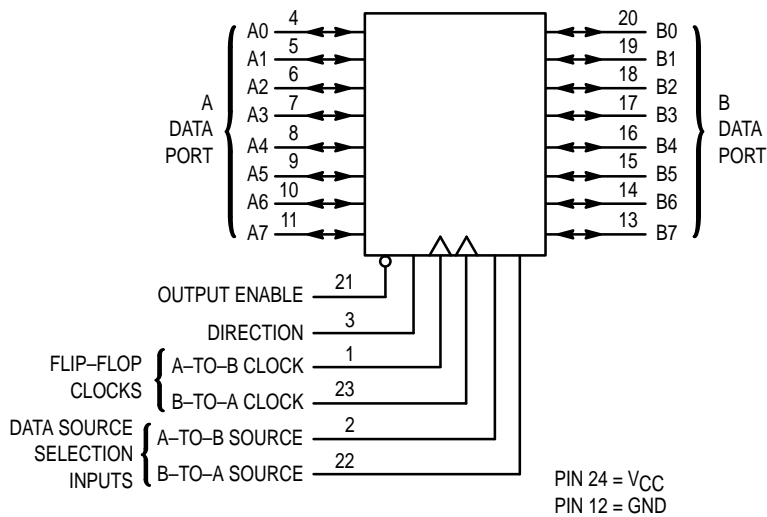 A0 4 20 B0
A1 5 19 B1
A2 6 18 B2
A3 7 17 B3
A4 8 16 B4
A5 9 15 B5
A6 10 14 B6
A7 11 13 B7
A
DATA
PORT
B
DATA
PORT
OUTPUT ENABLE 21
DIRECTION 3
FLIP–FLOP
CLOCKS
A–TO–B CLOCK 1
B–TO–A CLOCK 23
DATA SOURCE
SELECTION
INPUTS
A–TO–B SOURCE 2
B–TO–A SOURCE 22
PIN 24 = VCC
PIN 12 = GND